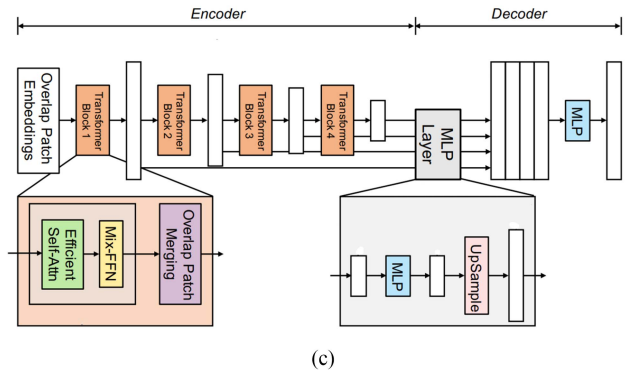 Encoder
Decoder
Overlap Patch
Embeddings
Transformer
Block 1
Transformer
Block 2
Transformer
Block 3
Transformer
Block 4
MLP
Layer
MLP
Efficient
Self-Attn
Mix-FFN
Overlap Patch
Merging
MLP
UpSample
(c)